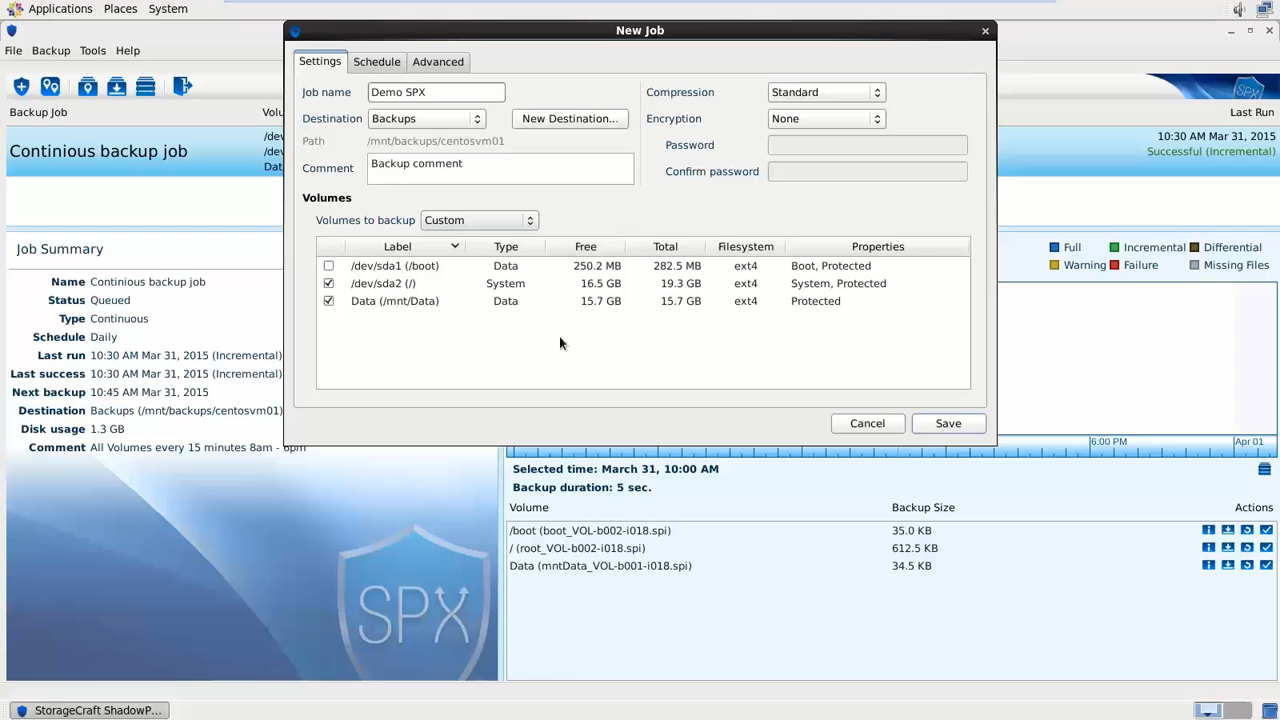 Applications Places System
New Job
File Backup Tools Help
Settings Schedule Advanced
Job name Demo SPX
Compression Standard
Destination Backups New Destination...
Encryption None
Path /mnt/backups/centosvm01
Password
Comment Backup comment
Confirm password
Volumes
Volumes to backup Custom
Label Type Free Total Filesystem Properties
/dev/sda1 (/boot) Data 250.2 MB 282.5 MB ext4 Boot, Protected
/dev/sda2 (/) System 16.5 GB 19.3 GB ext4 System, Protected
Data (/mnt/Data) Data 15.7 GB 15.7 GB ext4 Protected
Cancel Save
Backup Job
Last Run
Continious backup job
/dev
/dev
Dat
10:30 AM Mar 31, 2015
Successful (Incremental)
Job Summary
Name Continious backup job
Status Queued
Type Continuous
Schedule Daily
Last run 10:30 AM Mar 31, 2015 (Incremental)
Last success 10:30 AM Mar 31, 2015 (Incremental)
Next backup 10:45 AM Mar 31, 2015
Destination Backups (/mnt/backups/centosvm01)
Disk usage 1.3 GB
Comment All Volumes every 15 minutes 8am - 6pm
SPX
Full Incremental Differential
Warning Failure Missing Files
6:00 PM Apr 01
Selected time: March 31, 10:00 AM
Backup duration: 5 sec.
Volume Backup Size Actions
/boot (boot_VOL-b002-i018.spi) 35.0 KB
/ (root_VOL-b002-i018.spi) 612.5 KB
Data (mntData_VOL-b001-i018.spi) 34.5 KB
StorageCraft ShadowP...